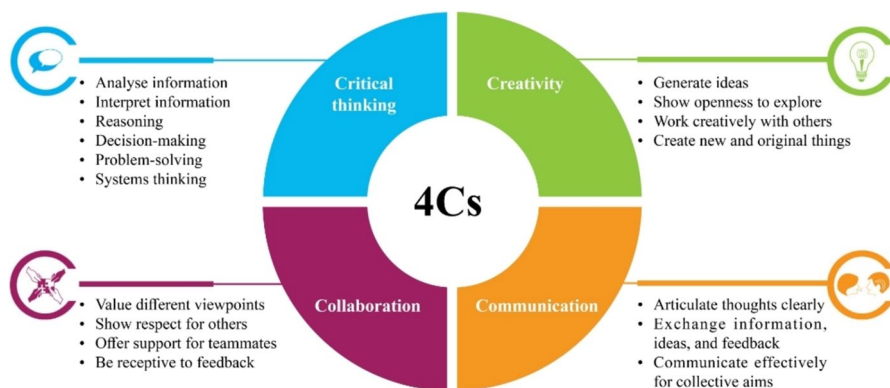 Critical
thinking
• Analyse information
• Interpret information
• Reasoning
• Decision-making
• Problem-solving
• Systems thinking
Creativity
• Generate ideas
• Show openness to explore
• Work creatively with others
• Create new and original things
4Cs
Collaboration
• Value different viewpoints
• Show respect for others
• Offer support for teammates
• Be receptive to feedback
Communication
• Articulate thoughts clearly
• Exchange information,
ideas, and feedback
• Communicate effectively
for collective aims